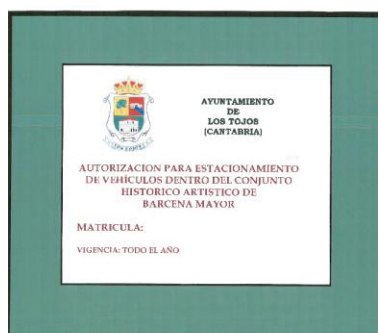 AYUNTAMIENTO
DE
LOS TOJOS
(CANTABRIA)
AUTORIZACION PARA ESTACIONAMIENTO
DE VEHÍCULOS DENTRO DEL CONJUNTO
HISTORICO ARTISTICO DE
BARCENA MAYOR
MATRICULA:
VIGENCIA: TODO EL AÑO